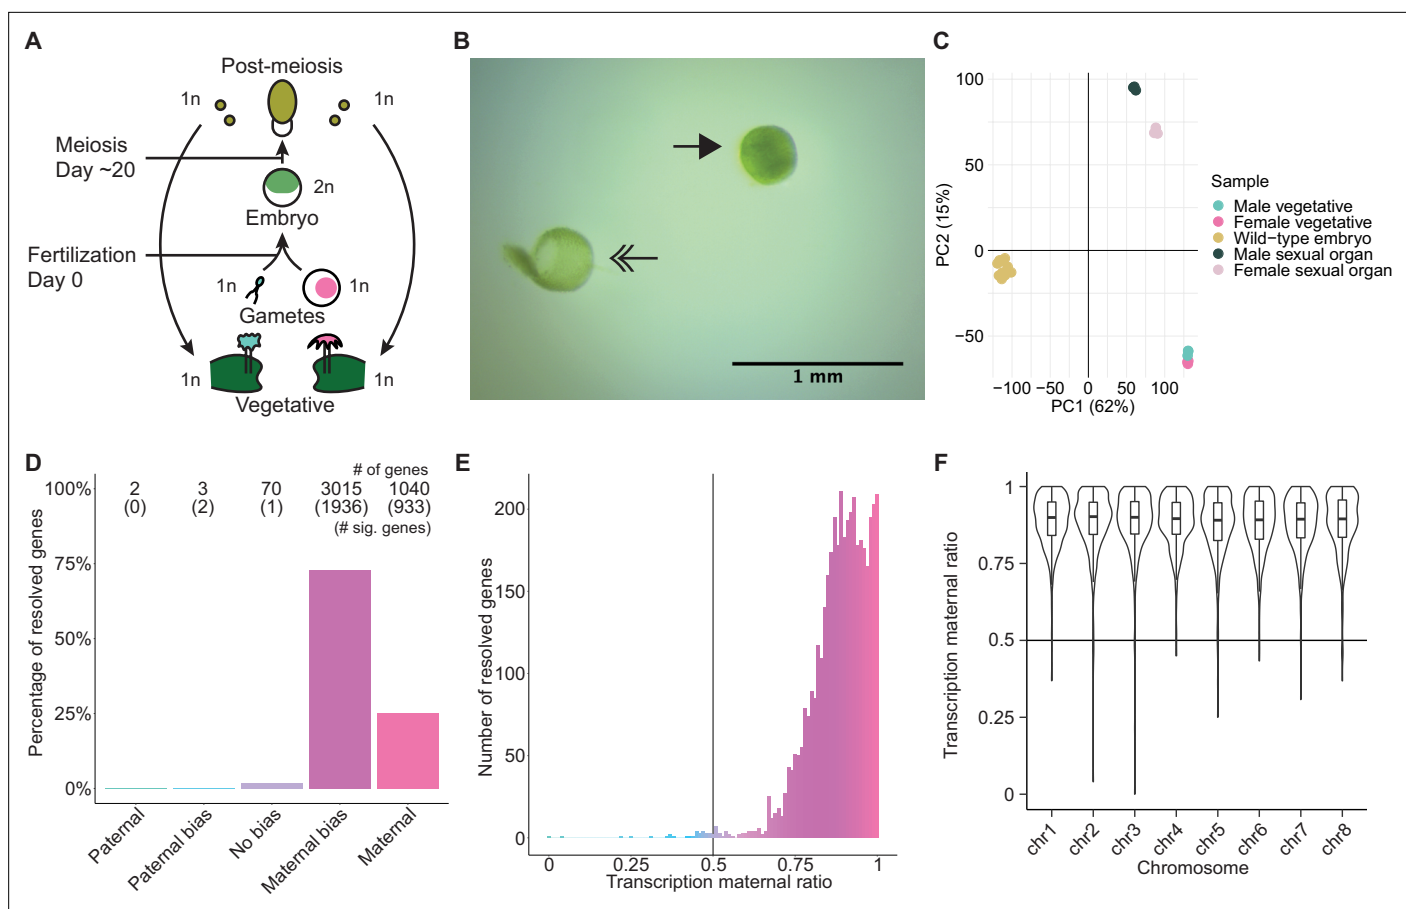 A
Post-meiosis
1n
1n
Meiosis
Day ~20
2n
Embryo
Fertilization
Day 0
1n
1n
Gametes
1n
1n
Vegetative
B
1 mm
C
100
50
0
−50
−100
−50
0
50
100
PC2 (15%)
PC1 (62%)
Sample
Male vegetative
Female vegetative
Wild−type embryo
Male sexual organ
Female sexual organ
D
# of genes
2
3
70
3015
1040
(0)
(2)
(1)
(1936)
(933)
(# sig. genes)
100%
75%
50%
25%
0%
Percentage of resolved genes
Paternal
Paternal bias
No bias
Maternal bias
Maternal
E
200
150
100
50
0
Number of resolved genes
0
0.25
0.5
0.75
1
Transcription maternal ratio
F
1
0.75
0.5
0.25
0
Transcription maternal ratio
chr1
chr2
chr3
chr4
chr5
chr6
chr7
chr8
Chromosome